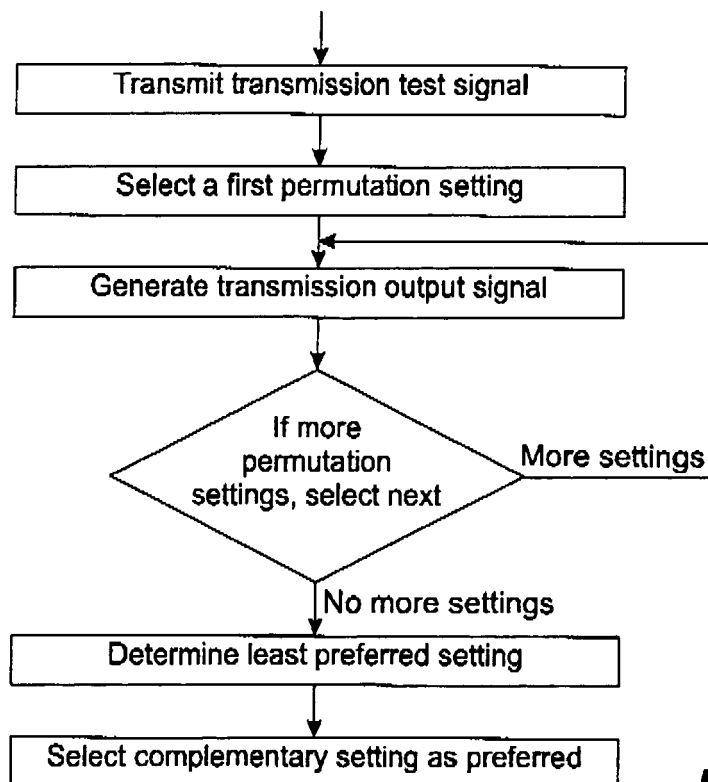 Transmit transmission test signal
Select a first permutation setting
Generate transmission output signal
If more
permutation
settings, select next
More settings
No more settings
Determine least preferred setting
Select complementary setting as preferred